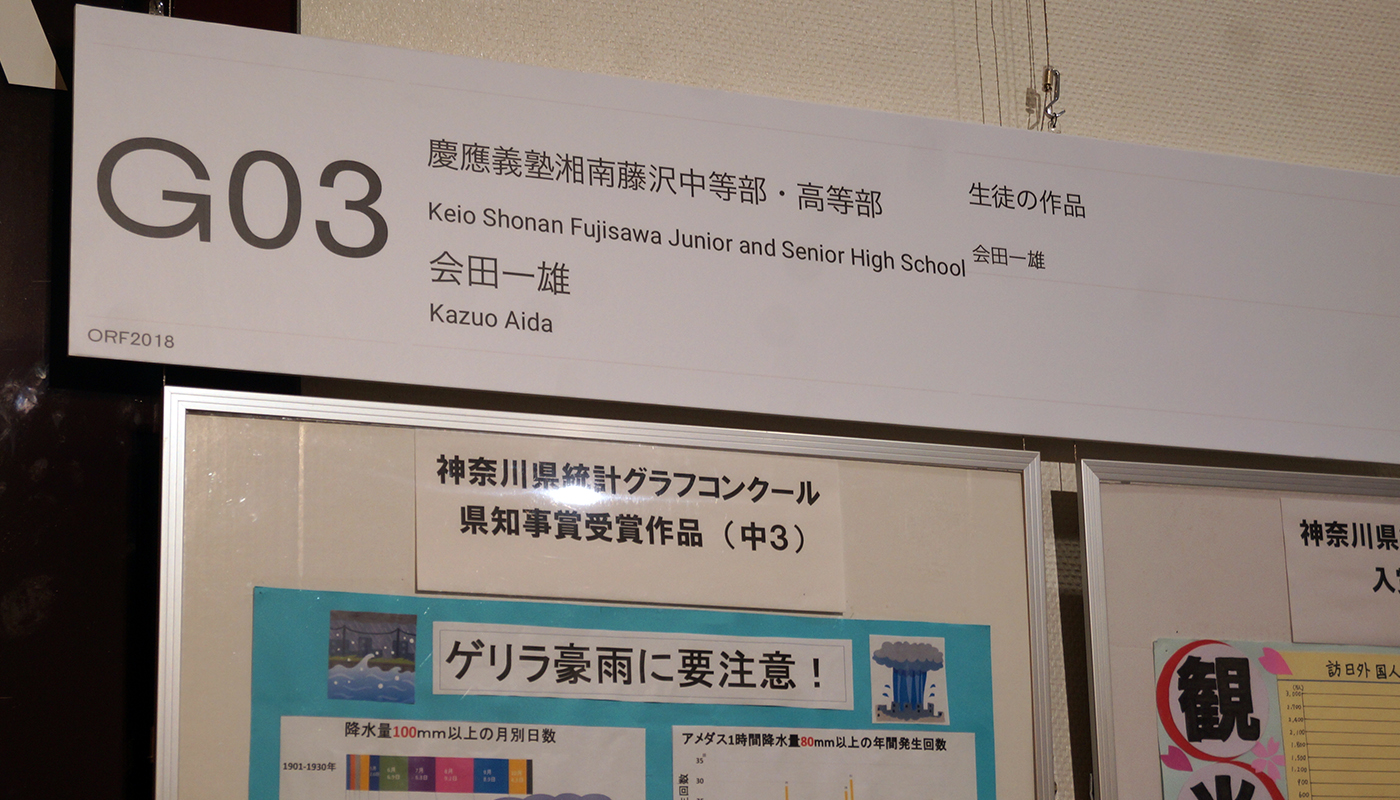 G03
慶應義塾湘南藤沢中等部・高等部
Keio Shonan Fujisawa Junior and Senior High School
会田一雄
Kazuo Aida
生徒の作品
会田一雄
ORF2018
神奈川県統計グラフコンクール
県知事賞受賞作品（中３）
ゲリラ豪雨に要注意！
降水量100mm以上の月別日数
1901-1930年
アメダス1時間降水量80mm以上の年間発生回数
35
30
神奈川県
観
訪日外国人